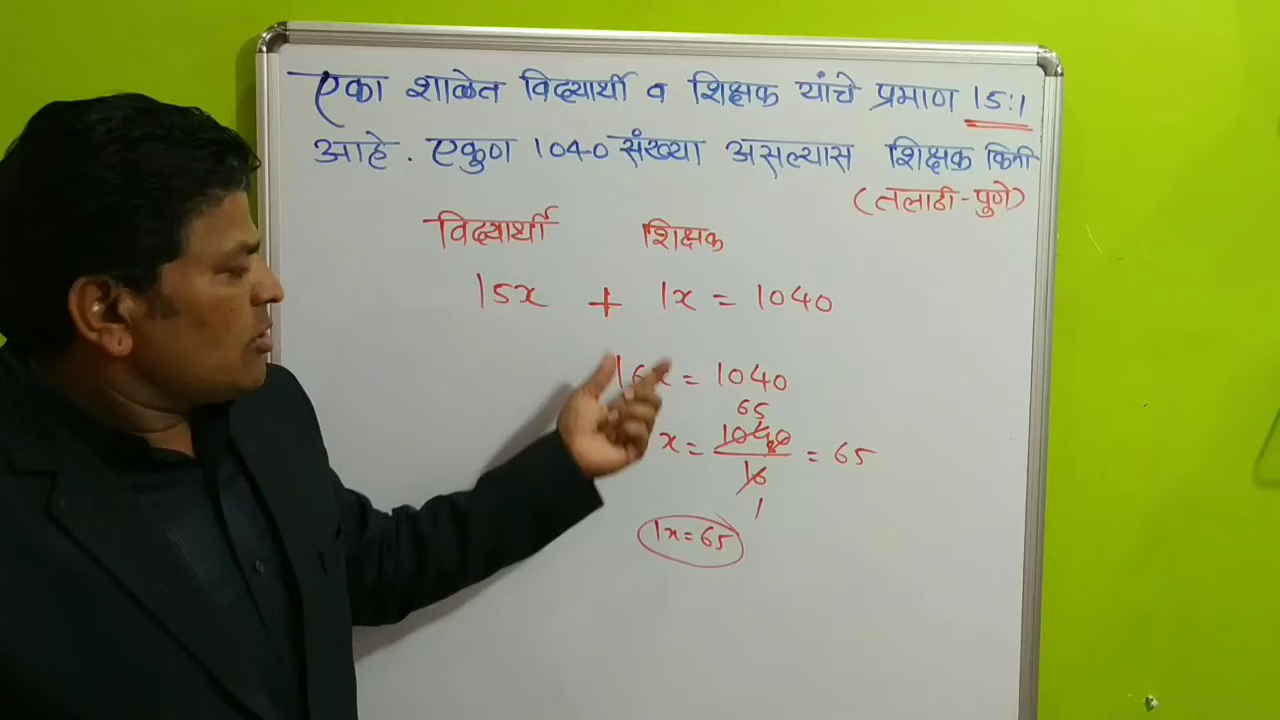 एका शाळेत विद्यार्थी व शिक्षक यांचे प्रमाण 15:1
आहे. एकुण 1040 संख्या असल्यास शिक्षक किती
(तलाठी-पुणे)
विद्यार्थी शिक्षक
15x + 1x = 1040
16x = 1040
65
x = 1040/16 = 65
1
1x = 65